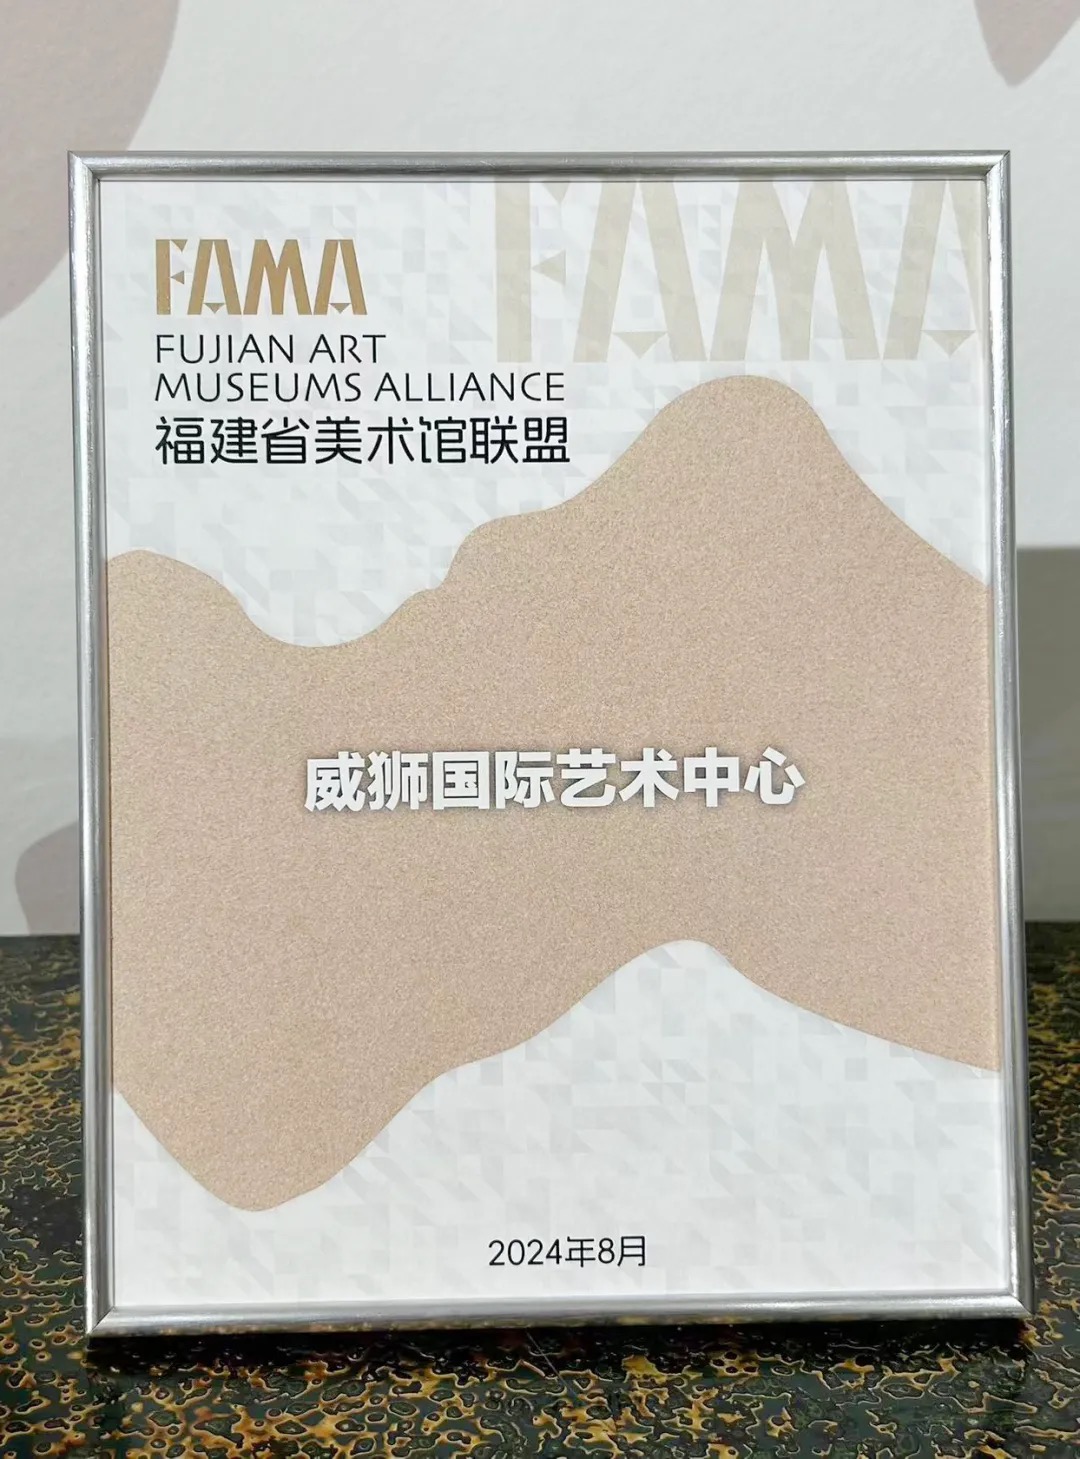 FAMA
FAMA
FUJIAN ART
MUSEUMS ALLIANCE
福建省美术馆联盟
威狮国际艺术中心
2024年8月